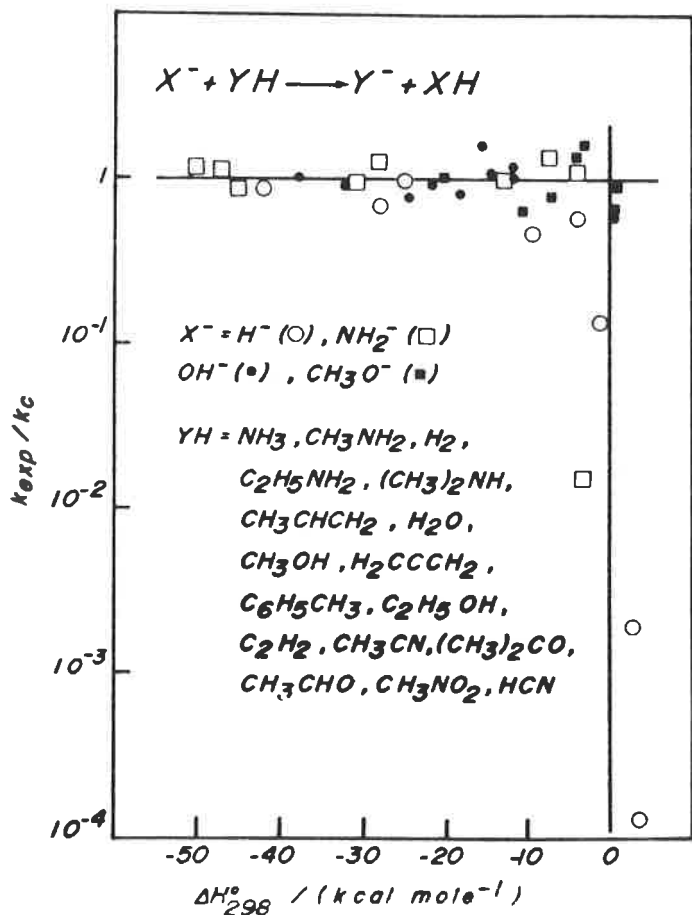 X⁻ + YH ⟶ Y⁻ + XH
1
10⁻¹
10⁻²
10⁻³
10⁻⁴
kexp/kc
X⁻ = H⁻ (○), NH₂⁻ (□)
OH⁻ (•), CH₃O⁻ (■)
YH = NH₃, CH₃NH₂, H₂,
C₂H₅NH₂, (CH₃)₂NH,
CH₃CHCH₂, H₂O,
CH₃OH, H₂CCCH₂,
C₆H₅CH₃, C₂H₅OH,
C₂H₂, CH₃CN, (CH₃)₂CO,
CH₃CHO, CH₃NO₂, HCN
-50 -40 -30 -20 -10 0
ΔH°₂₉₈ / (kcal mole⁻¹)